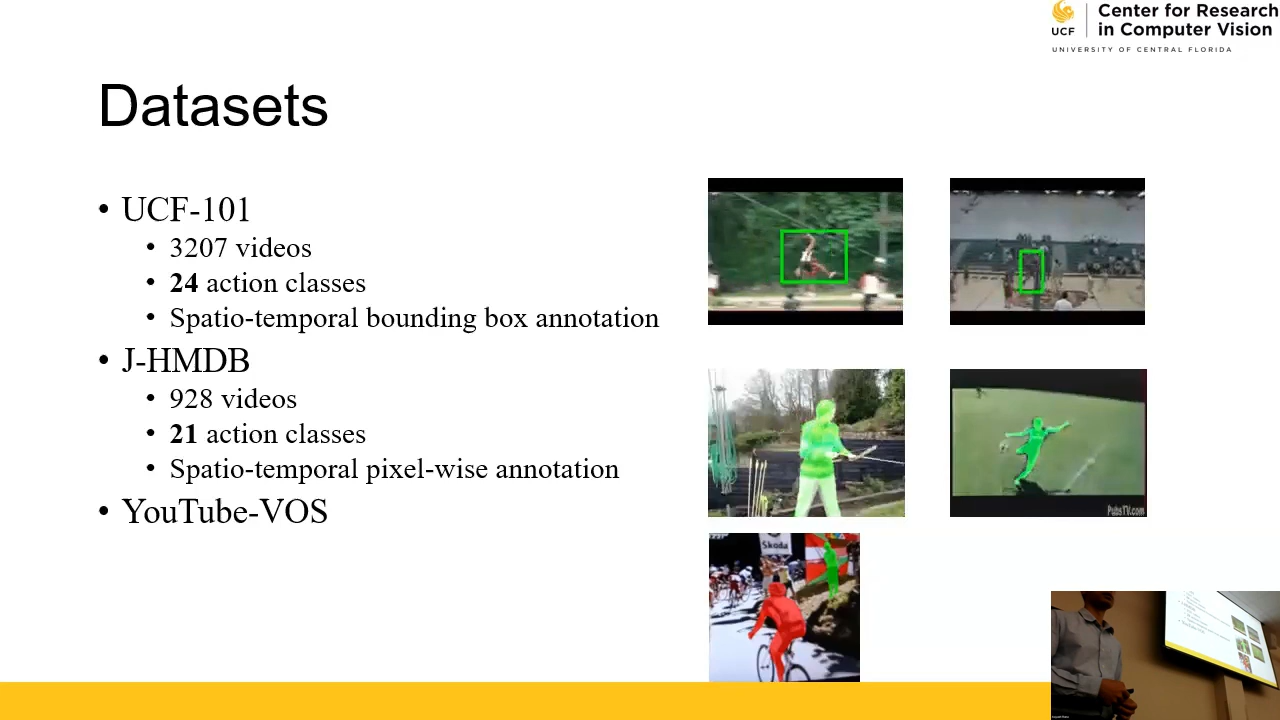 Center for Research
in Computer Vision
UCF
UNIVERSITY OF CENTRAL FLORIDA
Datasets
• UCF-101
• 3207 videos
• 24 action classes
• Spatio-temporal bounding box annotation
• J-HMDB
• 928 videos
• 21 action classes
• Spatio-temporal pixel-wise annotation
• YouTube-VOS
Skoda